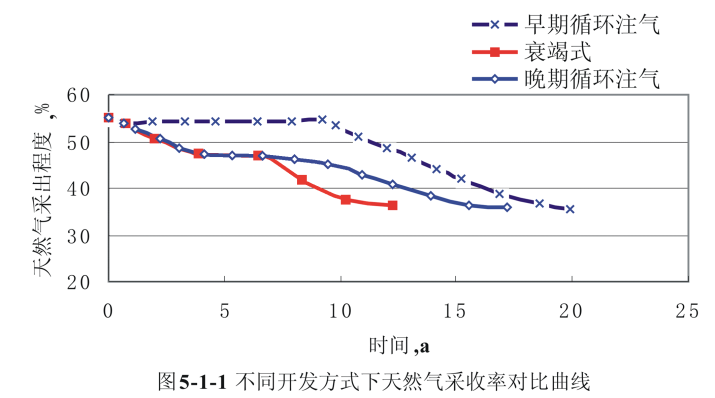 早期循环注气
衰竭式
晚期循环注气
天然气采出程度,%
60
50
40
30
20
0 5 10 15 20 25
时间,a
图5-1-1 不同开发方式下天然气采收率对比曲线